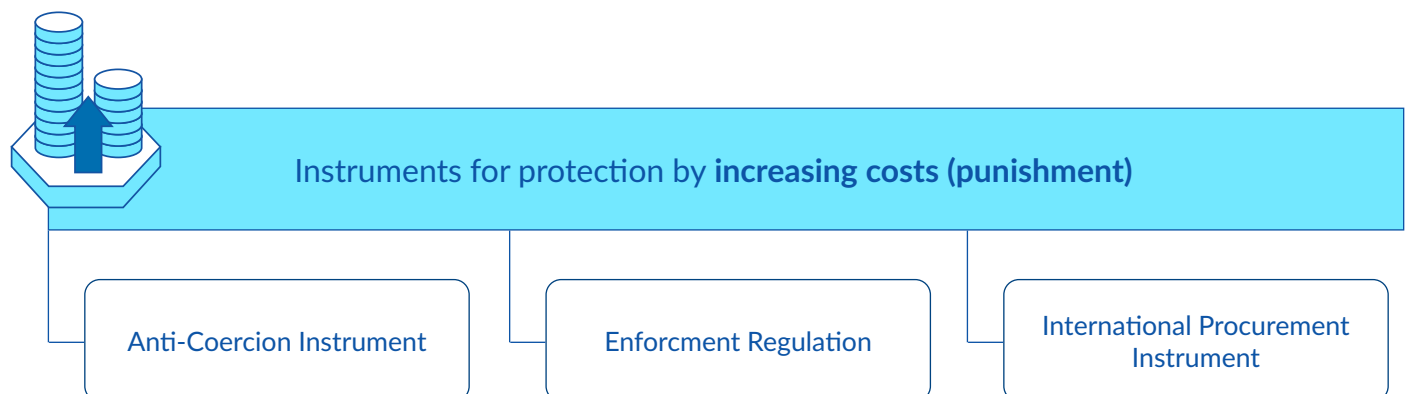 Instruments for protection by increasing costs (punishment)
Anti-Coercion Instrument
Enforcment Regulation
International Procurement
Instrument